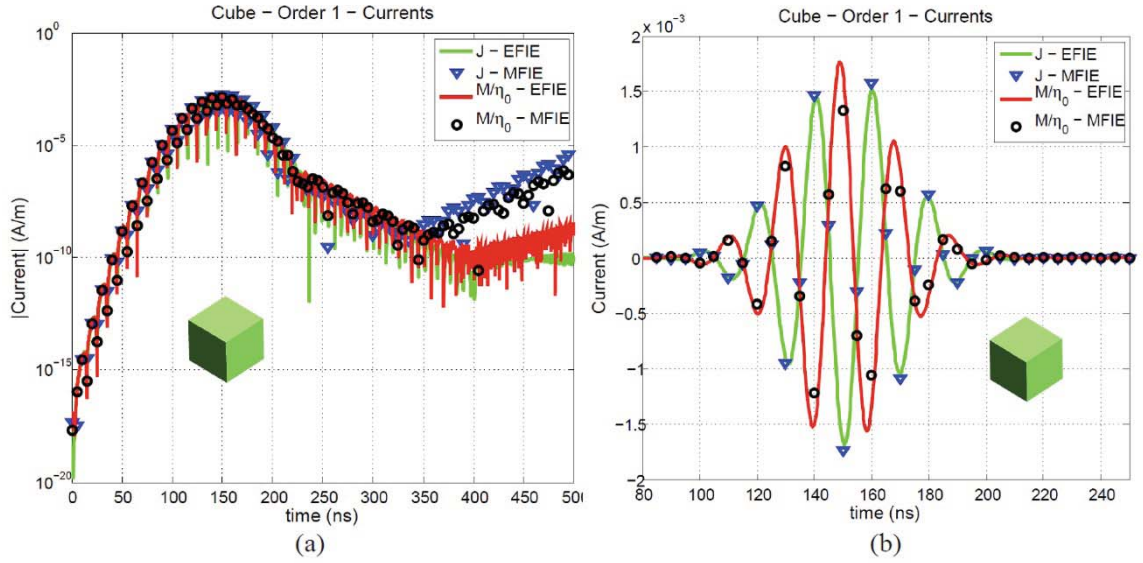 Cube − Order 1 − Currents
J − EFIE
J − MFIE
M/η₀ − EFIE
M/η₀ − MFIE
|Current (A/m)
10⁰
10⁻⁵
10⁻¹⁰
10⁻¹⁵
10⁻²⁰
0 50 100 150 200 250 300 350 400 450 500
time (ns)
(a)
Cube − Order 1 − Currents
x 10⁻³
J − EFIE
J − MFIE
M/η₀ − EFIE
M/η₀ − MFIE
Current (A/m)
2
1.5
1
0.5
0
−0.5
−1
−1.5
−2
80 100 120 140 160 180 200 220 240
time (ns)
(b)